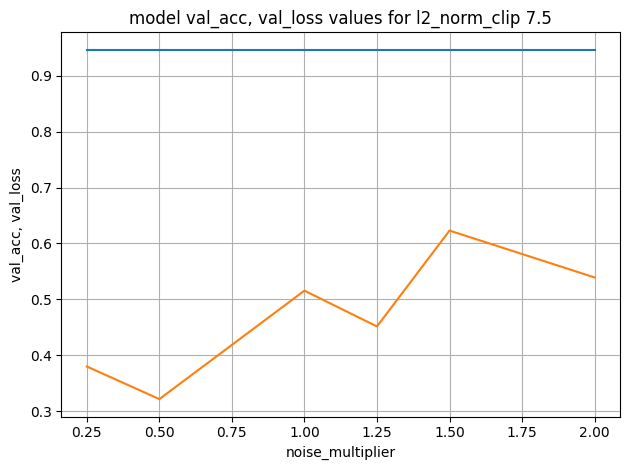 model val_acc, val_loss values for l2_norm_clip 7.5
val_acc, val_loss
0.9
0.8
0.7
0.6
0.5
0.4
0.3
0.25 0.50 0.75 1.00 1.25 1.50 1.75 2.00
noise_multiplier